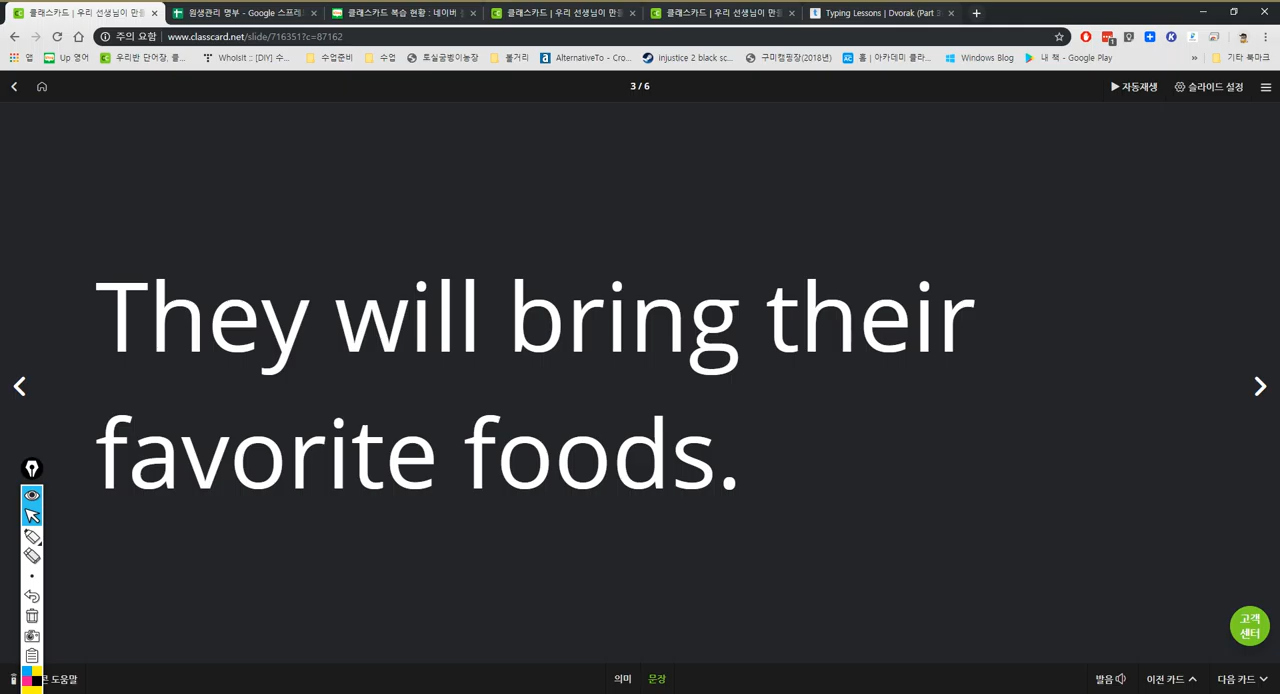 클래스카드 | 우리 선생님이 만든
원생관리 명부 - Google 스프레
클래스카드 복습 현황 : 네이버
클래스카드 | 우리 선생님이 만든
클래스카드 | 우리 선생님이 만든
Typing Lessons | Dvorak (Part 3
주의 요함 www.classcard.net/slide/716351?c=87162
앱 Up 영어 우리반 단어장, 클... WhoIst :: [DIY] 수... 수업준비 수업 토실굼벵이농장 볼거리 AlternativeTo - Cro... injustice 2 black sc... 구미캠핑장(2018년) 홈 | 아카데미 클라... Windows Blog 내 책 - Google Play » 기타 북마크
3 / 6
자동재생 슬라이드 설정
They will bring their
favorite foods.
고객
센터
도움말 의미 문장 발음 이전 카드 다음 카드